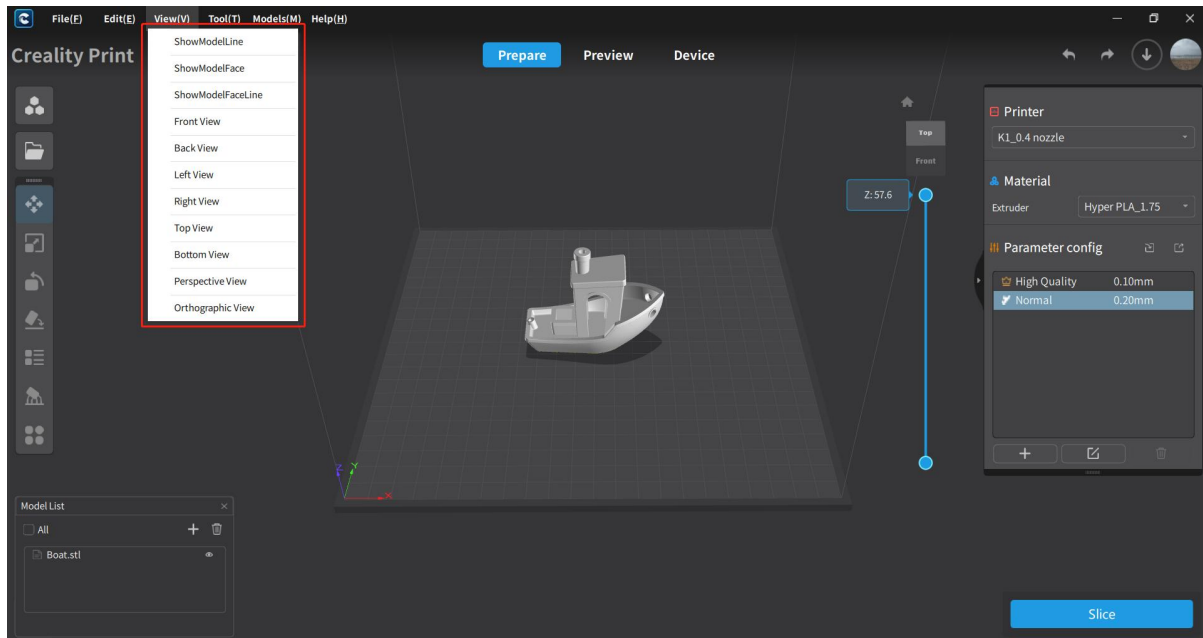 File(F) Edit(E) View(V) Tool(T) Models(M) Help(H)
Creality Print
Prepare Preview Device
ShowModelLine
ShowModelFace
ShowModelFaceLine
Front View
Back View
Left View
Right View
Top View
Bottom View
Perspective View
Orthographic View
Top
Front
Z: 57.6
Z Y
X
Printer
K1_0.4 nozzle
Material
Extruder Hyper PLA_1.75
Parameter config
High Quality 0.10mm
Normal 0.20mm
Model List
All
Boat.stl
Slice